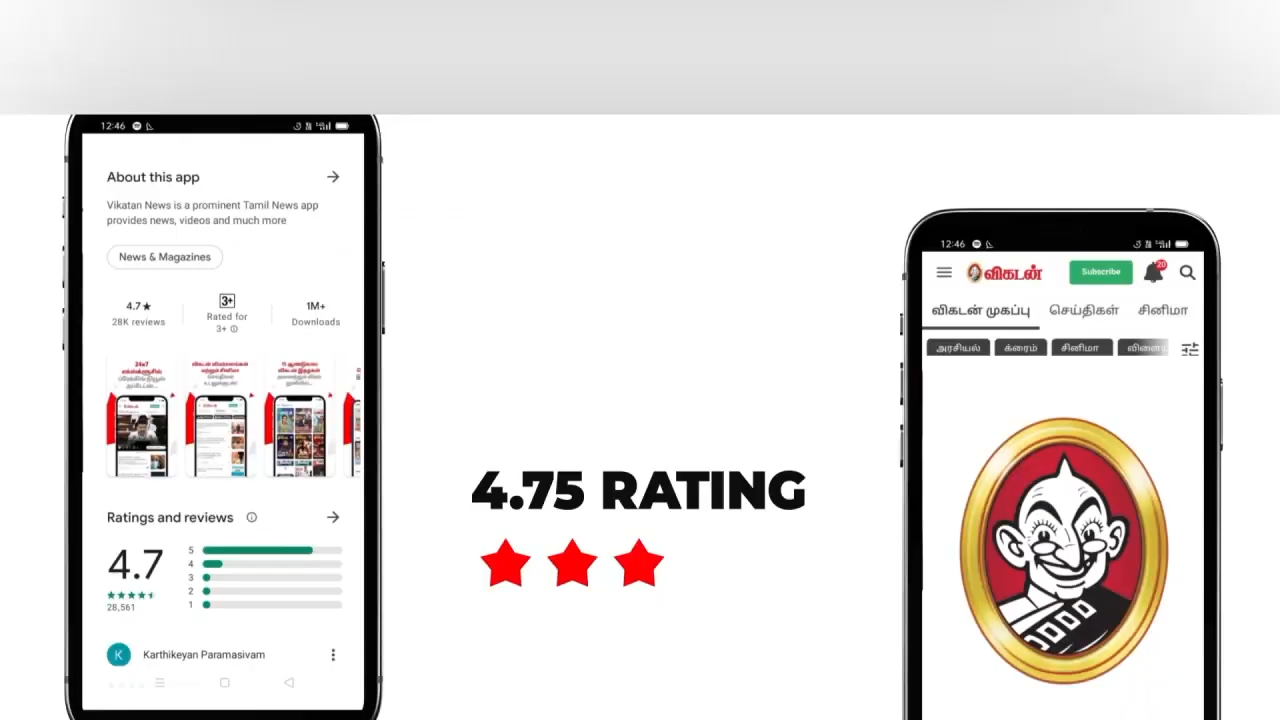 12:46
About this app
Vikatan News is a prominent Tamil News app
provides news, videos and much more
News & Magazines
4.7★
28K reviews
3+
Rated for
3+
1M+
Downloads
24x7
Ratings and reviews
4.7
5
4
3
2
1
28,561
K
Karthikeyan Paramasivam
4.75 RATING
12:46
விகடன்
Subscribe
20
விகடன் முகப்பு
செய்திகள்
சினிமா
அரசியல்
க்ரைம்
சினிமா